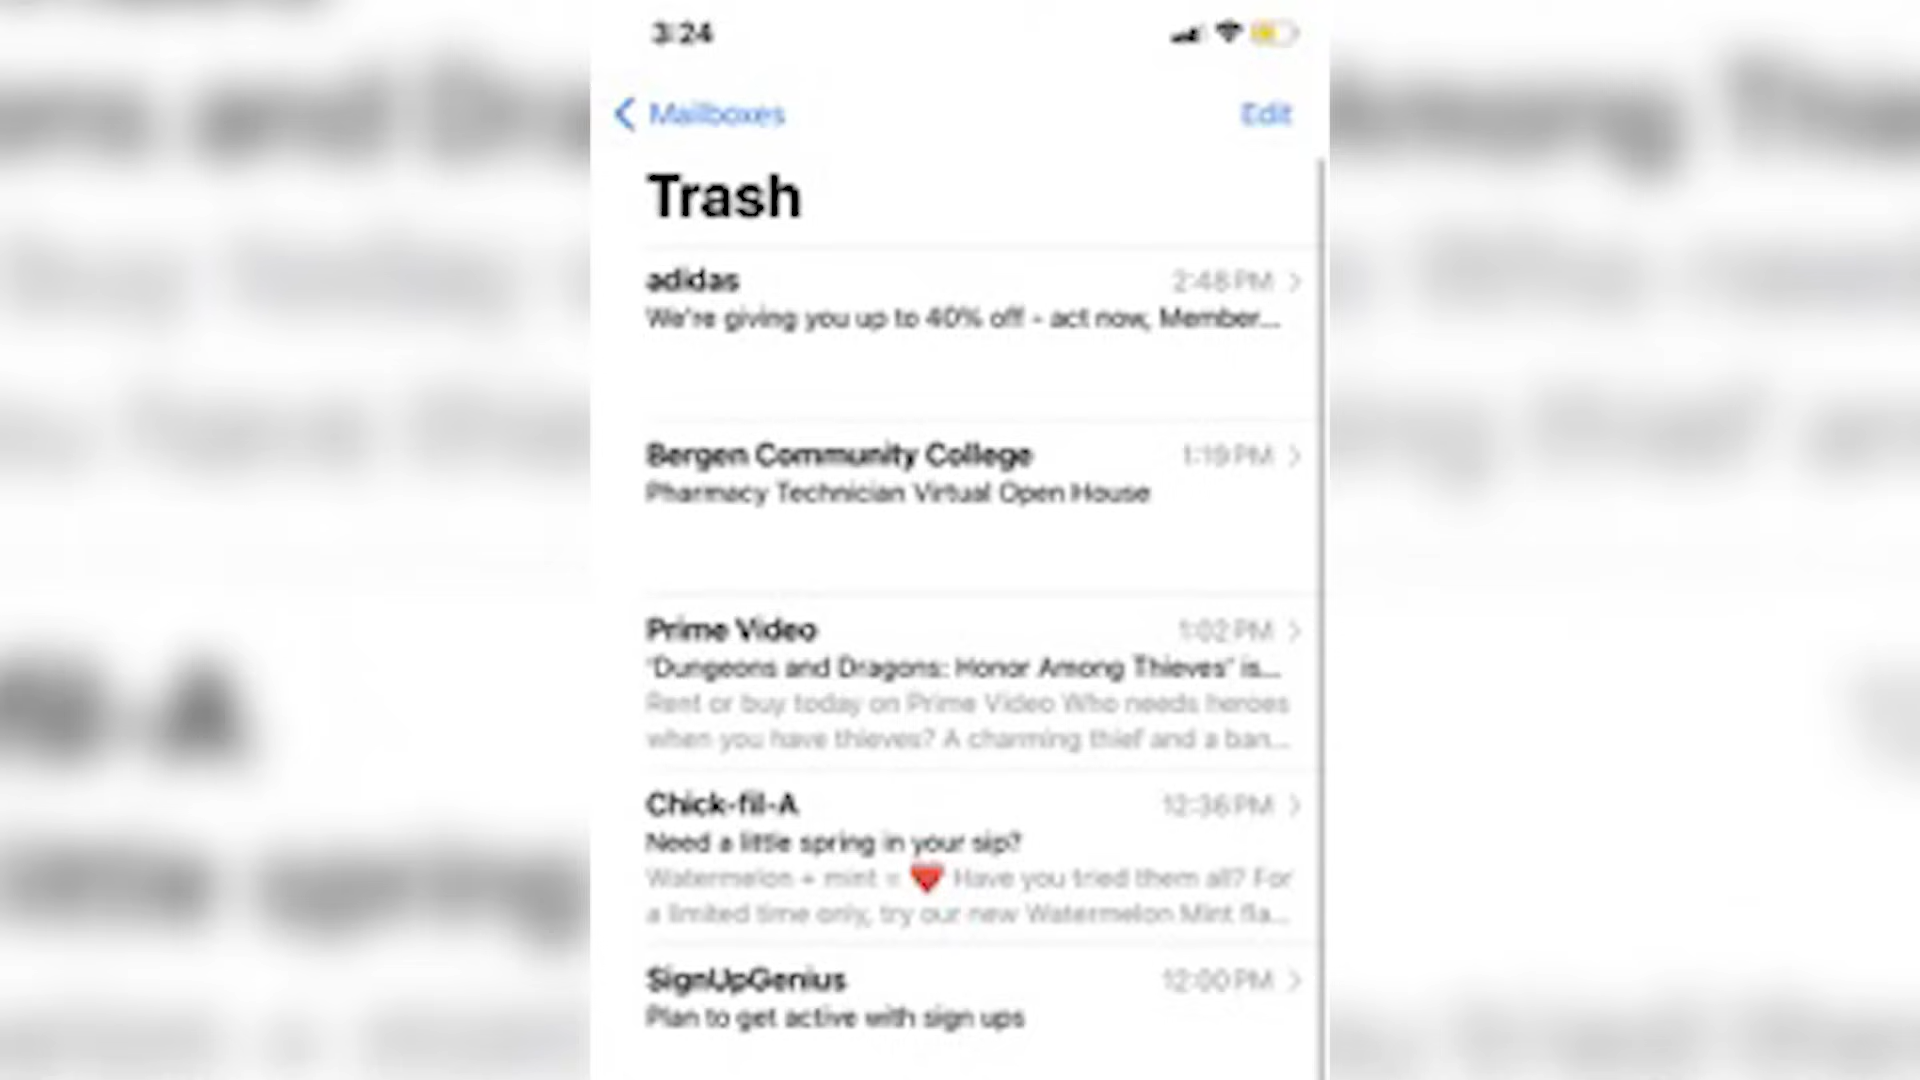 3:24
Mailboxes
Edit
Trash
adidas
2:48 PM
We're giving you up to 40% off - act now, Member...
Bergen Community College
1:19 PM
Pharmacy Technician Virtual Open House
Prime Video
1:02 PM
'Dungeons and Dragons: Honor Among Thieves' is...
Rent or buy today on Prime Video Who needs heroes
when you have thieves? A charming thief and a ban...
Chick-fil-A
12:36 PM
Need a little spring in your sip?
Watermelon + mint = ❤️ Have you tried them all? For
a limited time only, try our new Watermelon Mint fla...
SignUpGenius
12:00 PM
Plan to get active with sign ups